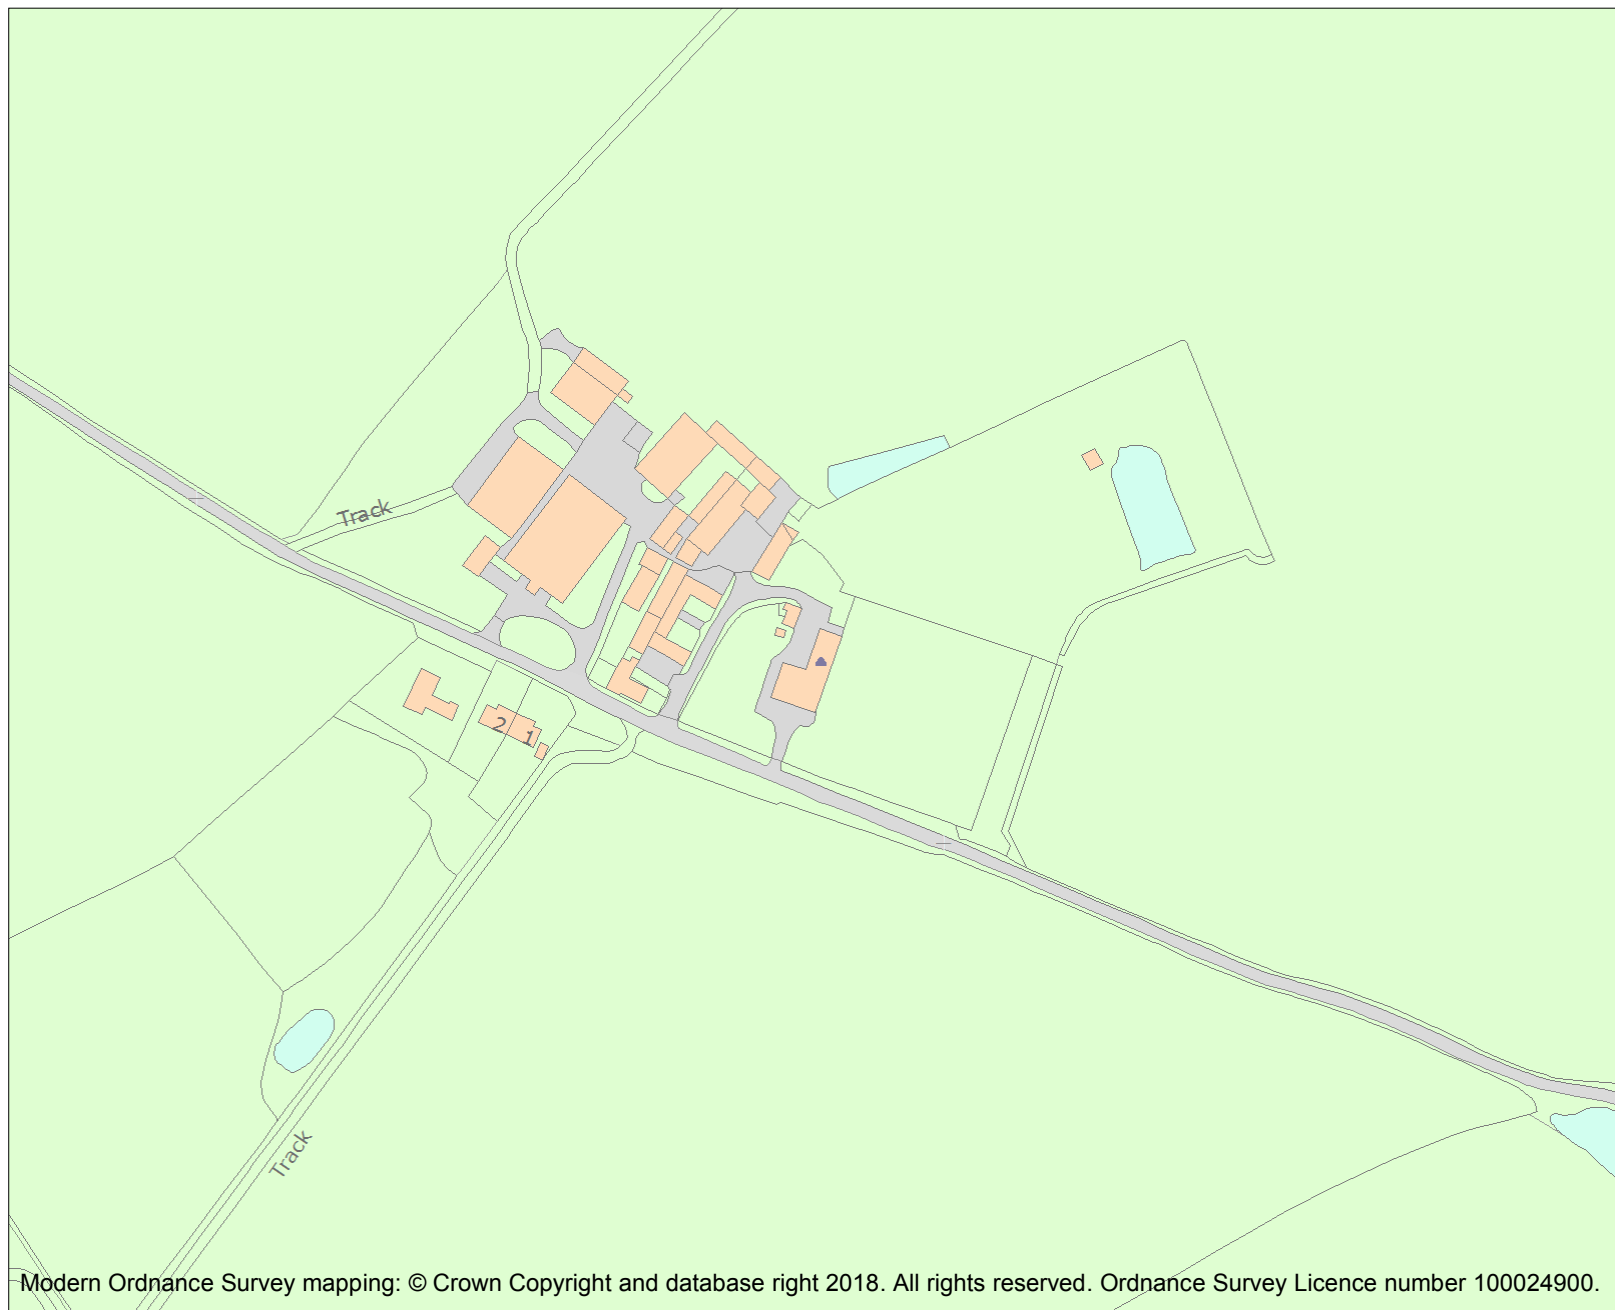 Track
2
1
Track
Modern Ordnance Survey mapping: © Crown Copyright and database right 2018. All rights reserved. Ordnance Survey Licence number 100024900.